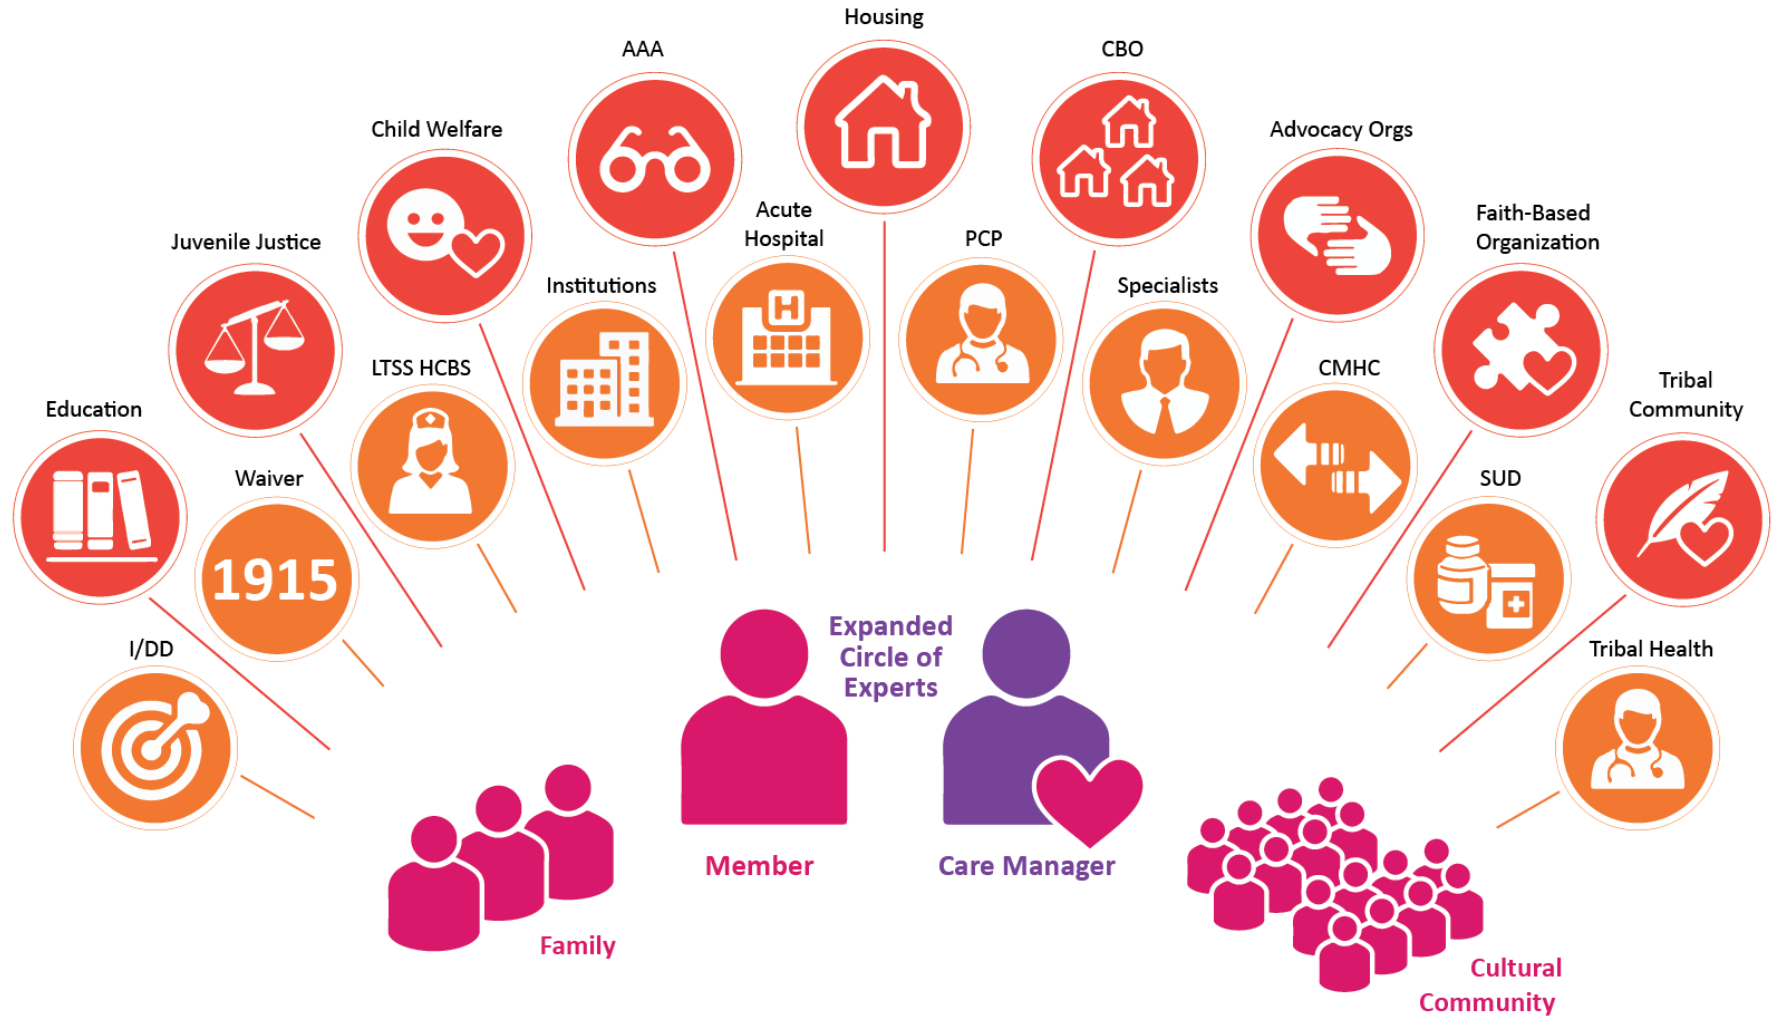 Housing
AAA
CBO
Child Welfare
Advocacy Orgs
Acute
Hospital
PCP
Faith-Based
Organization
Juvenile Justice
Institutions
Specialists
LTSS HCBS
CMHC
Tribal
Community
Education
Waiver
SUD
H
1915
I/DD
Tribal Health
Expanded
Circle of
Experts
Member
Care Manager
Family
Cultural
Community